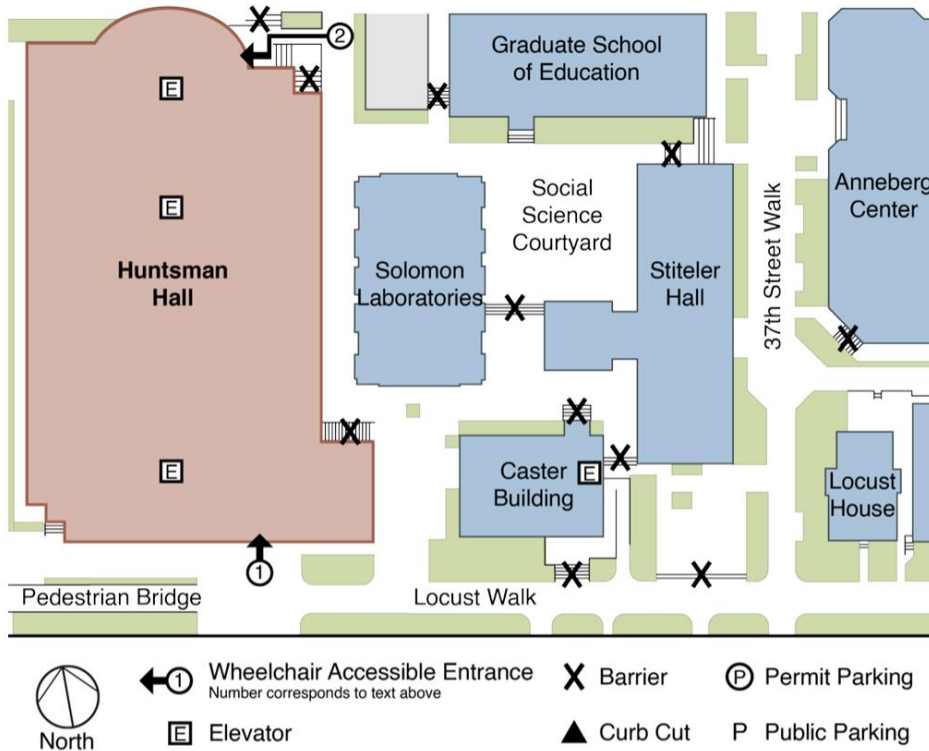 2
Graduate School
of Education
E
E
Huntsman
Hall
Solomon
Laboratories
Social
Science
Courtyard
Stiteler
Hall
37th Street Walk
Anneberg
Center
E
Caster
Building
E
Locust
House
1
Pedestrian Bridge
Locust Walk
North
1
Wheelchair Accessible Entrance
Number corresponds to text above
E
Elevator
X
Barrier
Curb Cut
P
Permit Parking
P
Public Parking